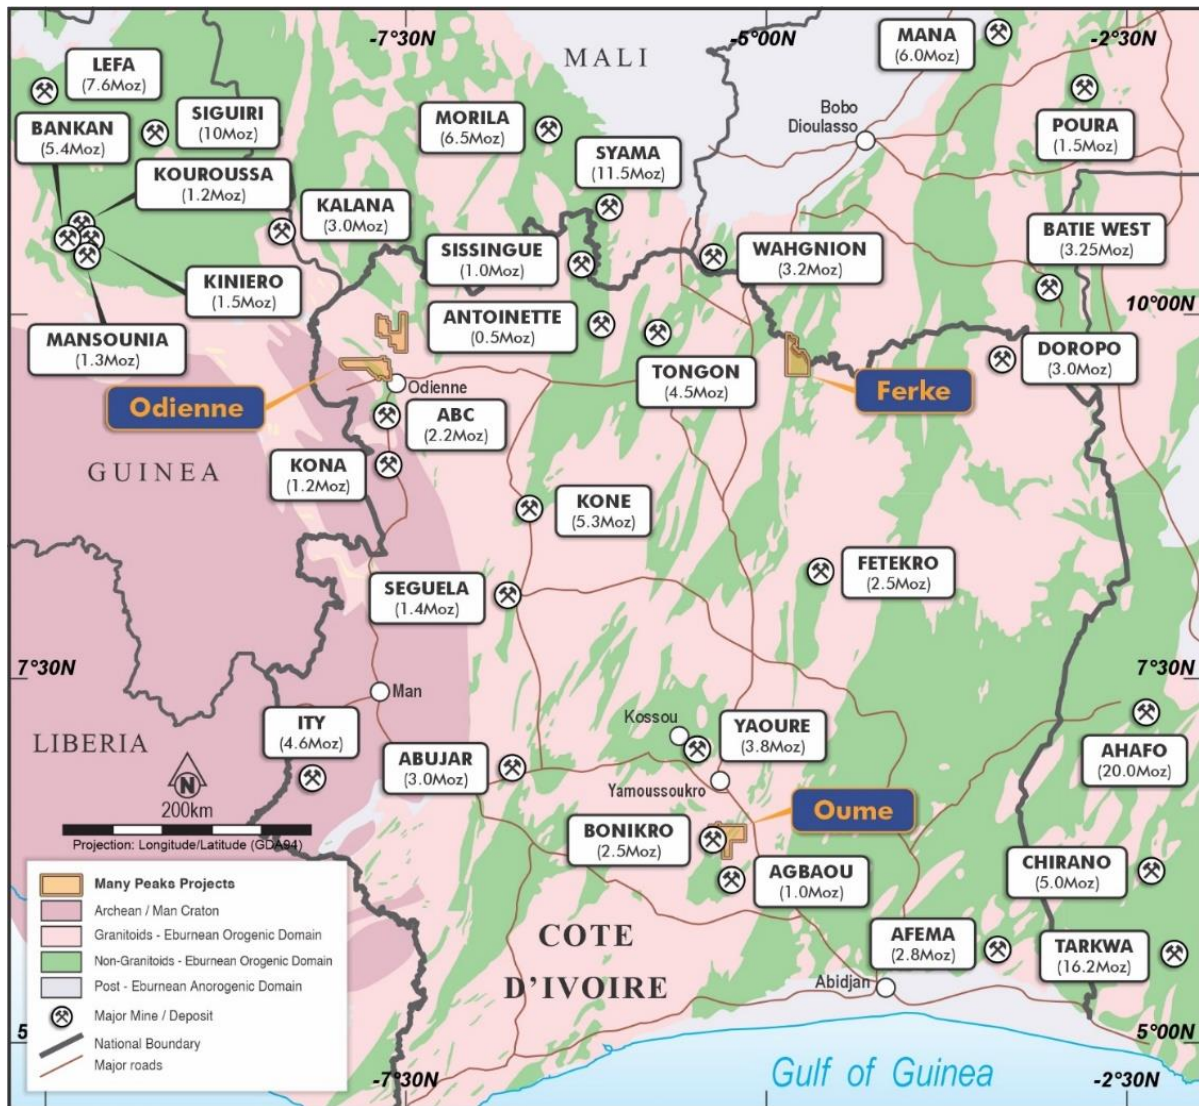 -7°30N
-5°00N
-2°30N
MALI
MANA
(6.0Moz)
LEFA
(7.6Moz)
SIGUIRI
(10Moz)
BANKAN
(5.4Moz)
MORILA
(6.5Moz)
Bobo
Dioulasso
POURA
(1.5Moz)
KOUROUSSA
(1.2Moz)
SYAMA
(11.5Moz)
KALANA
(3.0Moz)
SISSINGUE
(1.0Moz)
WAHGNION
(3.2Moz)
BATIE WEST
(3.25Moz)
KINIERO
(1.5Moz)
10°00N
ANTOINETTE
(0.5Moz)
MANSOUNIA
(1.3Moz)
TONGON
(4.5Moz)
DOROPO
(3.0Moz)
Odienne
Odienne
Ferke
ABC
(2.2Moz)
GUINEA
KONA
(1.2Moz)
KONE
(5.3Moz)
FETEKRO
(2.5Moz)
SEGUELA
(1.4Moz)
7°30N
7°30N
Man
ITY
(4.6Moz)
LIBERIA
Kossou
YAOURE
(3.8Moz)
AHAFO
(20.0Moz)
ABUJAR
(3.0Moz)
Yamoussoukro
N
200km
Projection: Longitude/Latitude (GDA94)
Oume
BONIKRO
(2.5Moz)
AGBAOU
(1.0Moz)
CHIRANO
(5.0Moz)
COTE
D'IVOIRE
AFEMA
(2.8Moz)
TARKWA
(16.2Moz)
Abidjan
Many Peaks Projects
Archean / Man Craton
Granitoids - Eburnean Orogenic Domain
Non-Granitoids - Eburnean Orogenic Domain
Post - Eburnean Anorogenic Domain
Major Mine / Deposit
National Boundary
Major roads
5
5°00N
Gulf of Guinea
-7°30N
-5°00N
-2°30N